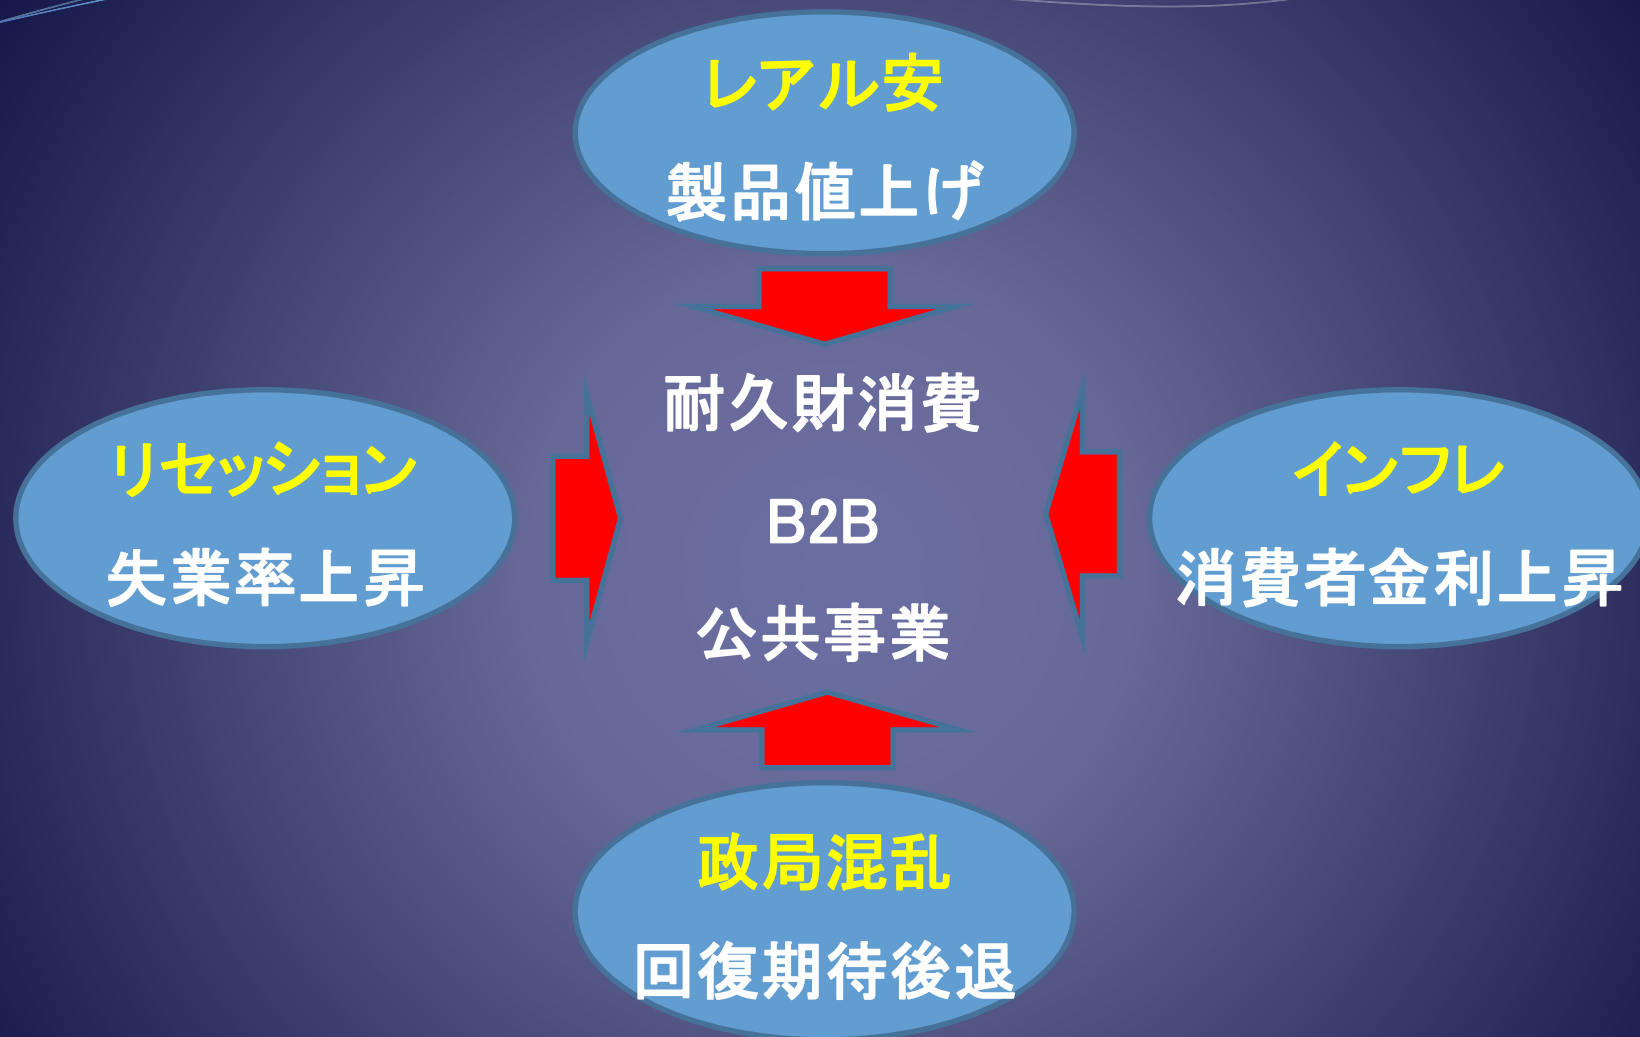 レアル安
製品値上げ
耐久財消費
B2B
公共事業
リセッション
失業率上昇
インフレ
消費者金利上昇
政局混乱
回復期待後退